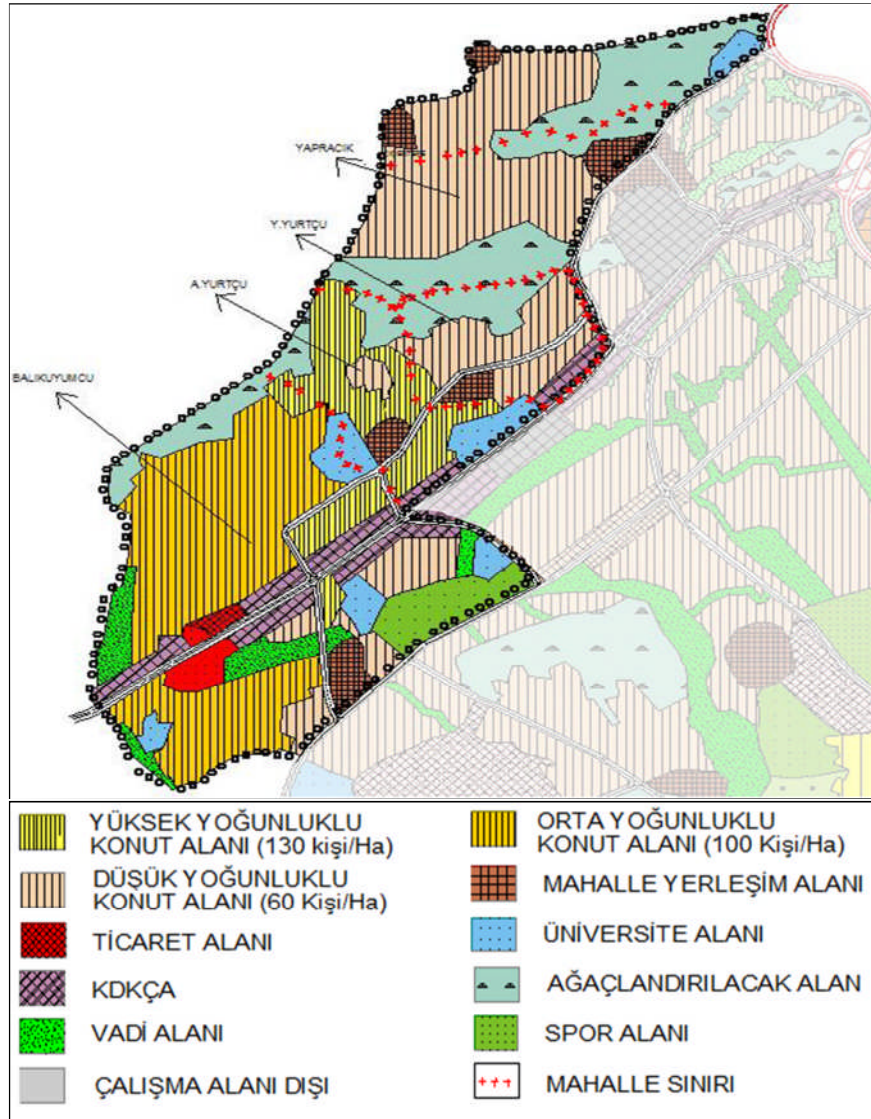 YAPRACIK
Y.YURTÇU
A.YURTÇU
BALIKUYUMCU
YÜKSEK YOĞUNLUKLU
KONUT ALANI (130 kişi/Ha)
ORTA YOĞUNLUKLU
KONUT ALANI (100 Kişi/Ha)
DÜŞÜK YOĞUNLUKLU
KONUT ALANI (60 Kişi/Ha)
MAHALLE YERLEŞİM ALANI
TİCARET ALANI
ÜNİVERSİTE ALANI
KDKÇA
AĞAÇLANDIRILACAK ALAN
VADİ ALANI
SPOR ALANI
ÇALIŞMA ALANI DIŞI
MAHALLE SINIRI